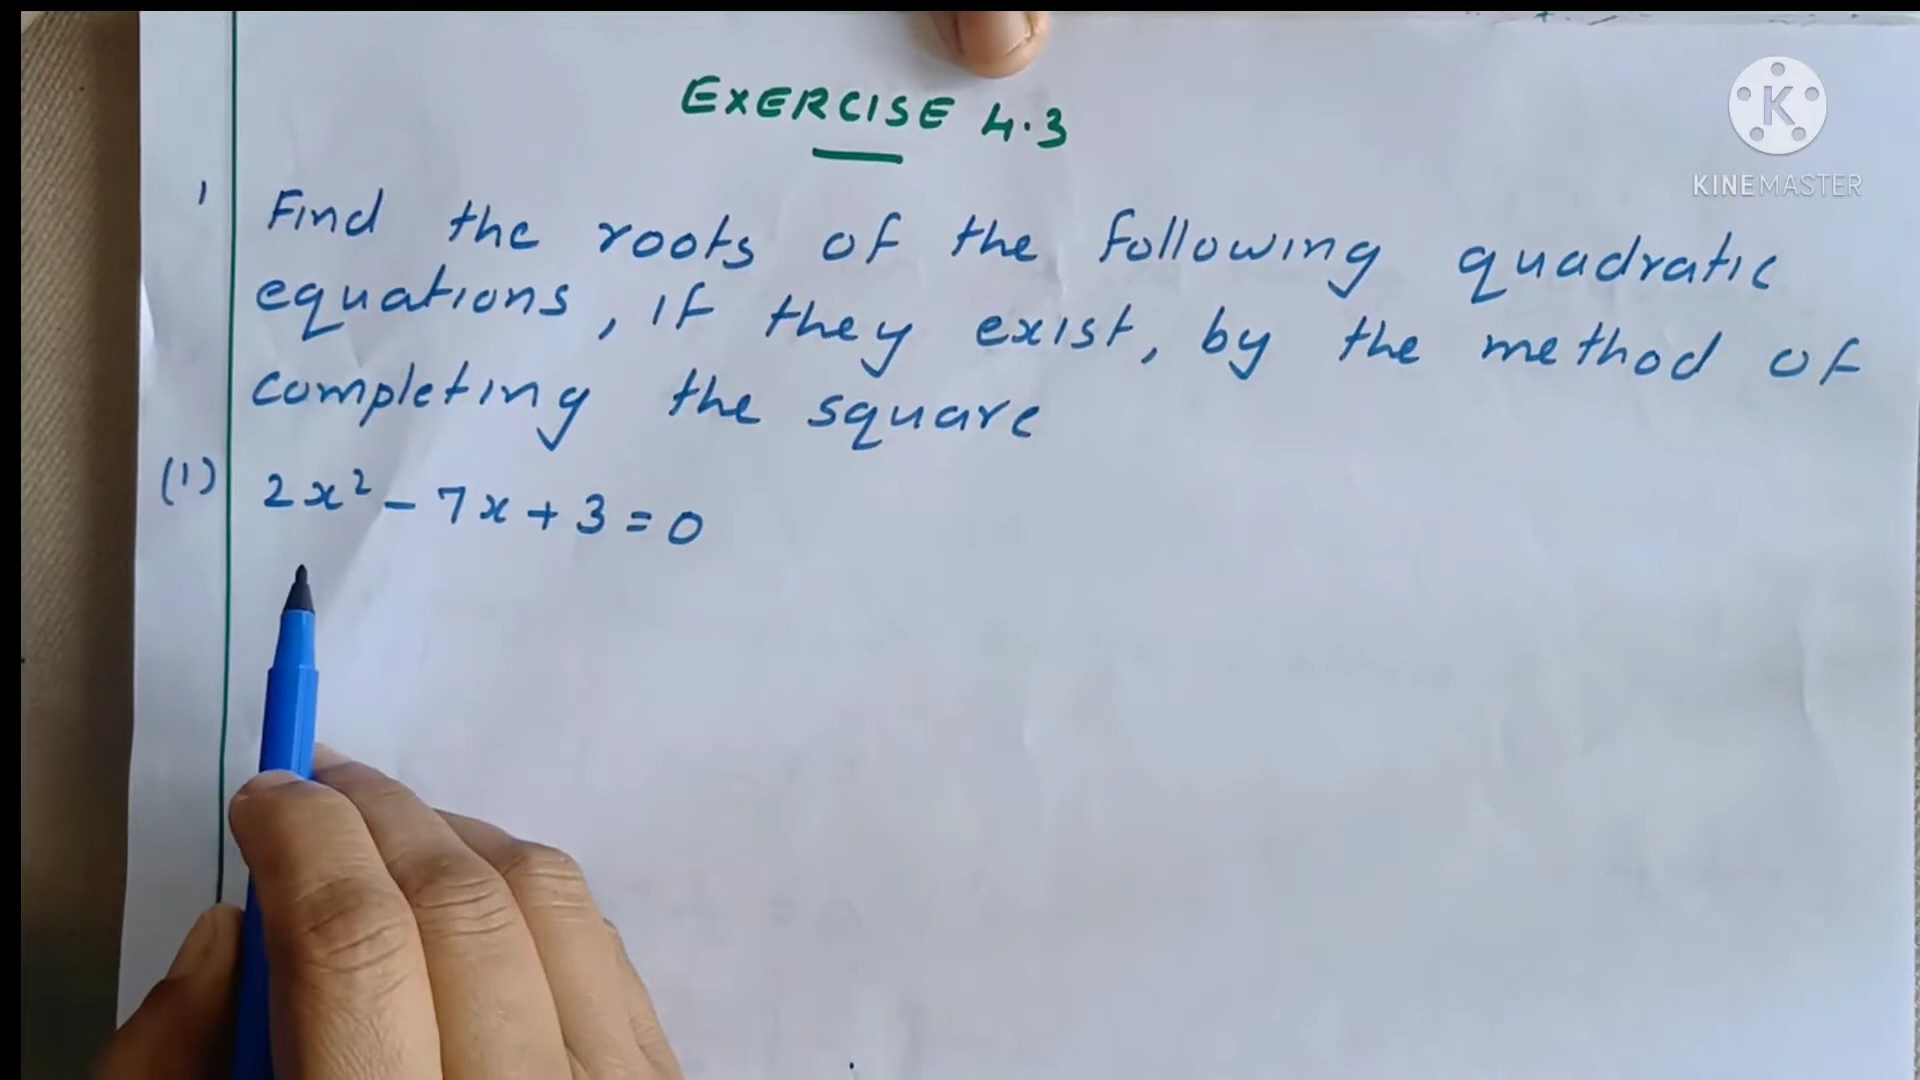 EXERCISE 4.3
K
KINEMASTER
1 Find the roots of the following quadratic
equations, if they exist, by the method of
completing the square
(1) 2x² - 7x + 3 = 0